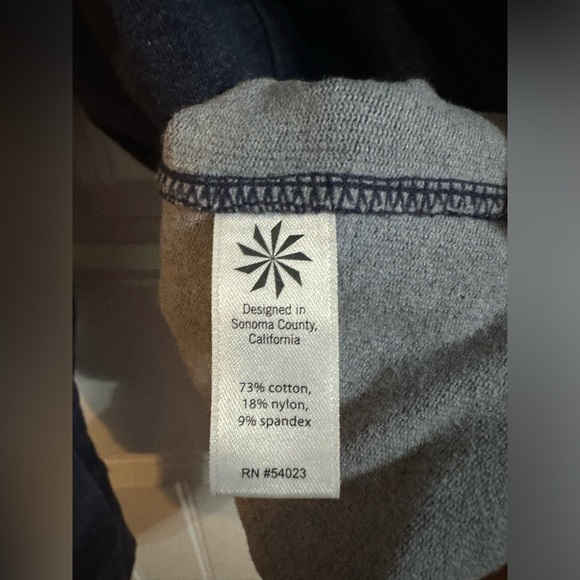 Designed in
Sonoma County,
California
73% cotton,
18% nylon,
9% spandex
RN #54023